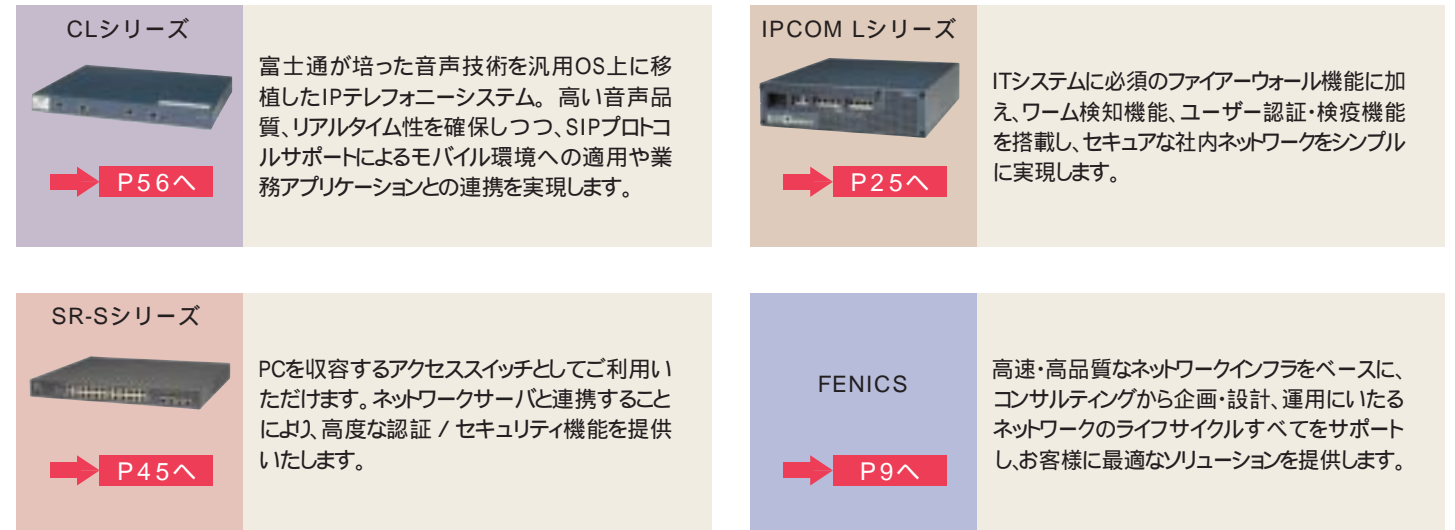 CLシリーズ
P56へ
富士通が培った音声技術を汎用OS上に移
植したIPテレフォニーシステム。高い音声品
質、リアルタイム性を確保しつつ、SIPプロトコ
ルサポートによるモバイル環境への適用や業
務アプリケーションとの連携を実現します。
IPCOM Lシリーズ
P25へ
ITシステムに必須のファイアーウォール機能に加
え、ワーム検知機能、ユーザー認証・検疫機能
を搭載し、セキュアな社内ネットワークをシンプル
に実現します。
SR-Sシリーズ
P45へ
PCを収容するアクセススイッチとしてご利用い
ただけます。ネットワークサーバと連携すること
により、高度な認証 / セキュリティ機能を提供
いたします。
FENICS
P9へ
高速・高品質なネットワークインフラをベースに、
コンサルティングから企画・設計、運用にいたる
ネットワークのライフサイクルすべてをサポート
し、お客様に最適なソリューションを提供します。